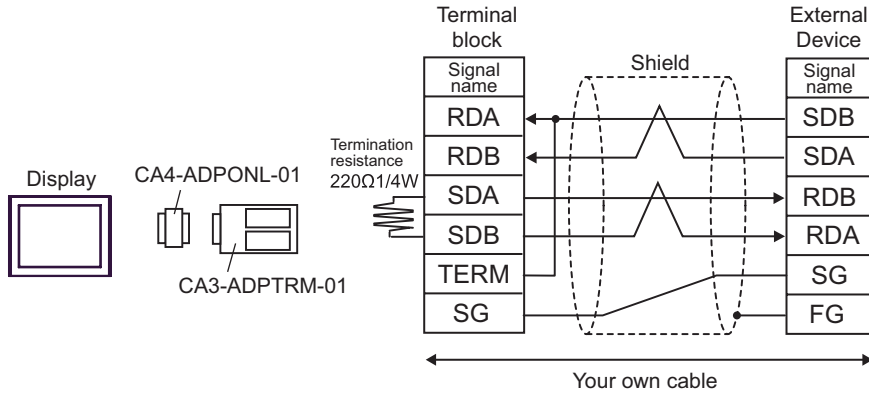 Terminal
block
External
Device
Shield
Signal
name
Signal
name
RDA
SDB
Termination
resistance
220Ω1/4W
RDB
SDA
Display
CA4-ADPONL-01
SDA
RDB
SDB
RDA
CA3-ADPTRM-01
TERM
SG
SG
FG
Your own cable